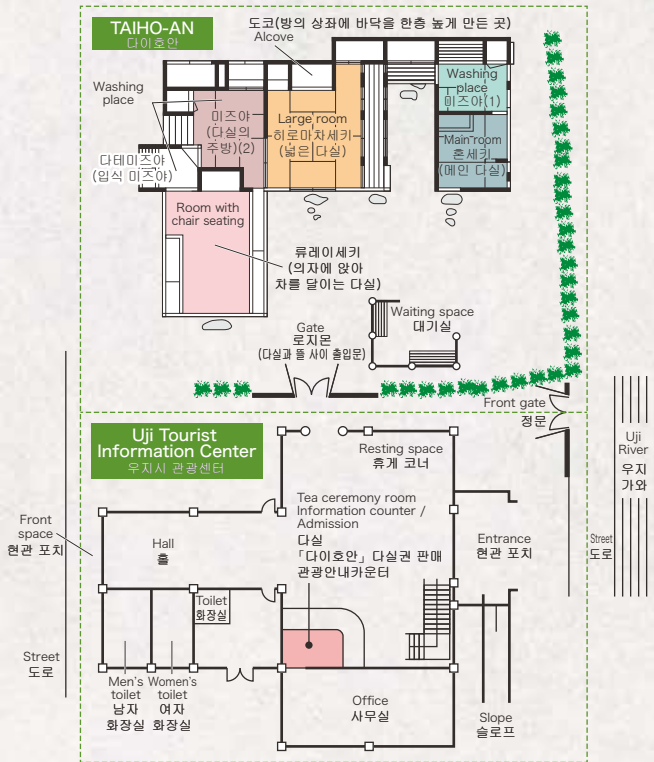 TAIHO-AN
다이호안
도코(방의 상좌에 바닥을 한층 높게 만든 곳)
Alcove
Washing
place
Washing
place
미즈야(1)
미즈야
(다실의
주방)(2)
Large room
히로마차세키
(넓은 다실)
Main room
혼세키
(메인 다실)
다테미즈야
(입식 미즈야)
Room with
chair seating
류레이세키
(의자에 앉아
차를 달이는 다실)
Waiting space
대기실
Gate
로지몬
(다실과 뜰 사이 출입문)
Front gate
정문
Uji
River
우지
가와
Uji Tourist
Information Center
우지시 관광센터
Resting space
휴게 코너
Tea ceremony room
Information counter /
Admission
다실
「다이호안」 다실권 판매
관광안내카운터
Front
space
현관 포치
Hall
홀
Entrance
현관 포치
Street
도로
Toilet
화장실
Street
도로
Men's
toilet
남자
화장실
Women's
toilet
여자
화장실
Office
사무실
Slope
슬로프